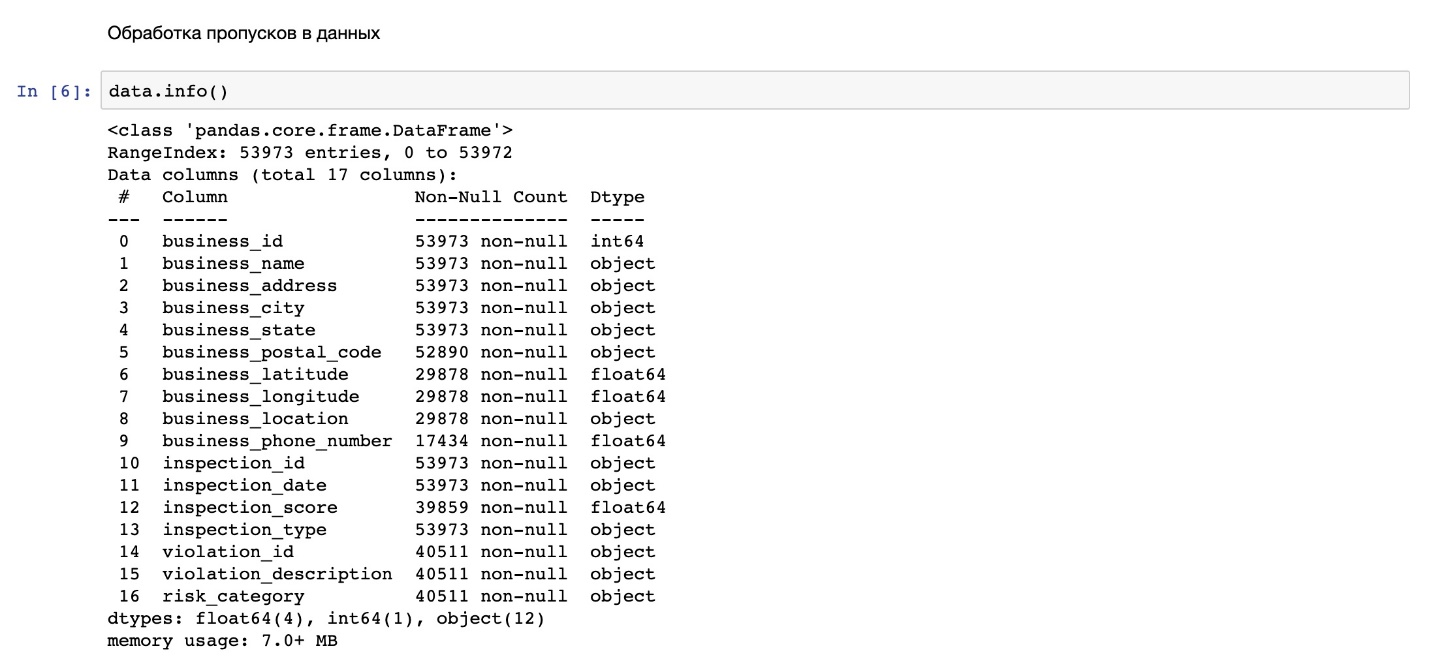 Обработка пропусков в данных
In [6]: data.info()
<class 'pandas.core.frame.DataFrame'>
RangeIndex: 53973 entries, 0 to 53972
Data columns (total 17 columns):
 #   Column                 Non-Null Count  Dtype
---  ------                 --------------  -----
 0   business_id            53973 non-null  int64
 1   business_name          53973 non-null  object
 2   business_address       53973 non-null  object
 3   business_city          53973 non-null  object
 4   business_state         53973 non-null  object
 5   business_postal_code   52890 non-null  object
 6   business_latitude      29878 non-null  float64
 7   business_longitude     29878 non-null  float64
 8   business_location      29878 non-null  object
 9   business_phone_number  17434 non-null  float64
 10  inspection_id          53973 non-null  object
 11  inspection_date        53973 non-null  object
 12  inspection_score       39859 non-null  float64
 13  inspection_type        53973 non-null  object
 14  violation_id           40511 non-null  object
 15  violation_description  40511 non-null  object
 16  risk_category          40511 non-null  object
dtypes: float64(4), int64(1), object(12)
memory usage: 7.0+ MB